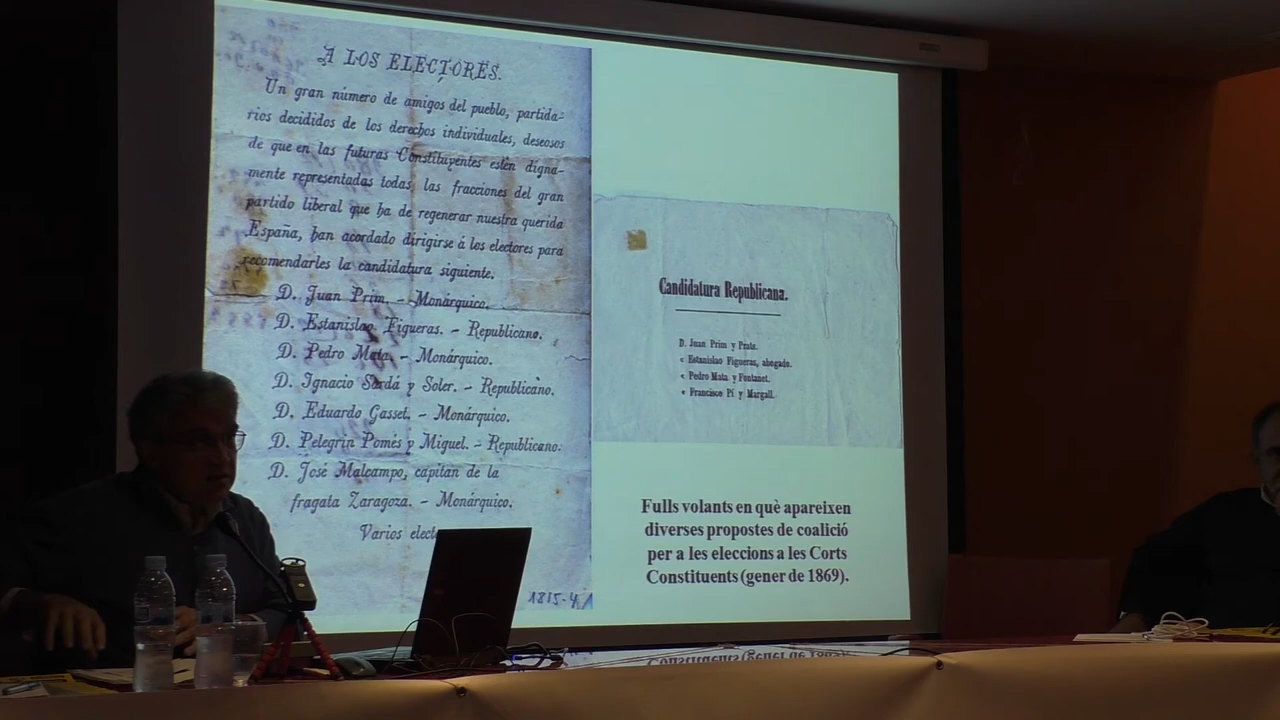 A LOS ELECTORES.
Un gran número de amigos del pueblo, partida-
rios decididos de los derechos individuales, deseosos
de que en las futuras Constituyentes estén digna-
mente representadas todas las fracciones del gran
partido liberal que ha de regenerar nuestra querida
España, han acordado dirigirse á los electores para
recomendarles la candidatura siguiente.
D. Juan Prim. - Monárquico.
D. Estanislao Figueras. - Republicano.
D. Pedro Mata. - Monárquico.
D. Ignacio Sardá y Soler. - Republicano.
D. Eduardo Gasset. - Monárquico.
D. Pelegrin Pomés y Miguel. - Republicano.
D. José Malcampo, capitan de la
fragata Zaragoza. - Monárquico.
Varios elect
1815-4
Candidatura Republicana.
D. Juan Prim y Prats.
« Estanislao Figueras, abogado.
« Pedro Mata y Fontanet.
« Francisco Pí y Margall.
Fulls volants en què apareixen
diverses propostes de coalició
per a les eleccions a les Corts
Constituents (gener de 1869).